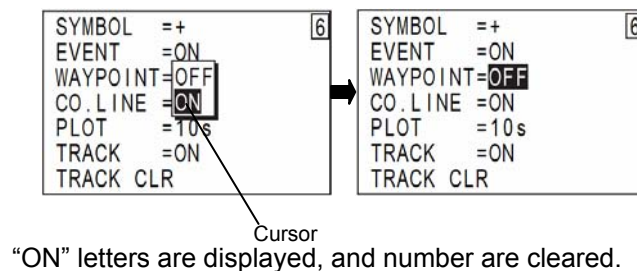 SYMBOL =+ 6
EVENT =ON
WAYPOINT=OFF
CO.LINE =ON
PLOT =10s
TRACK =ON
TRACK CLR
SYMBOL =+ 6
EVENT =ON
WAYPOINT=OFF
CO.LINE =ON
PLOT =10s
TRACK =ON
TRACK CLR
Cursor
“ON” letters are displayed, and number are cleared.